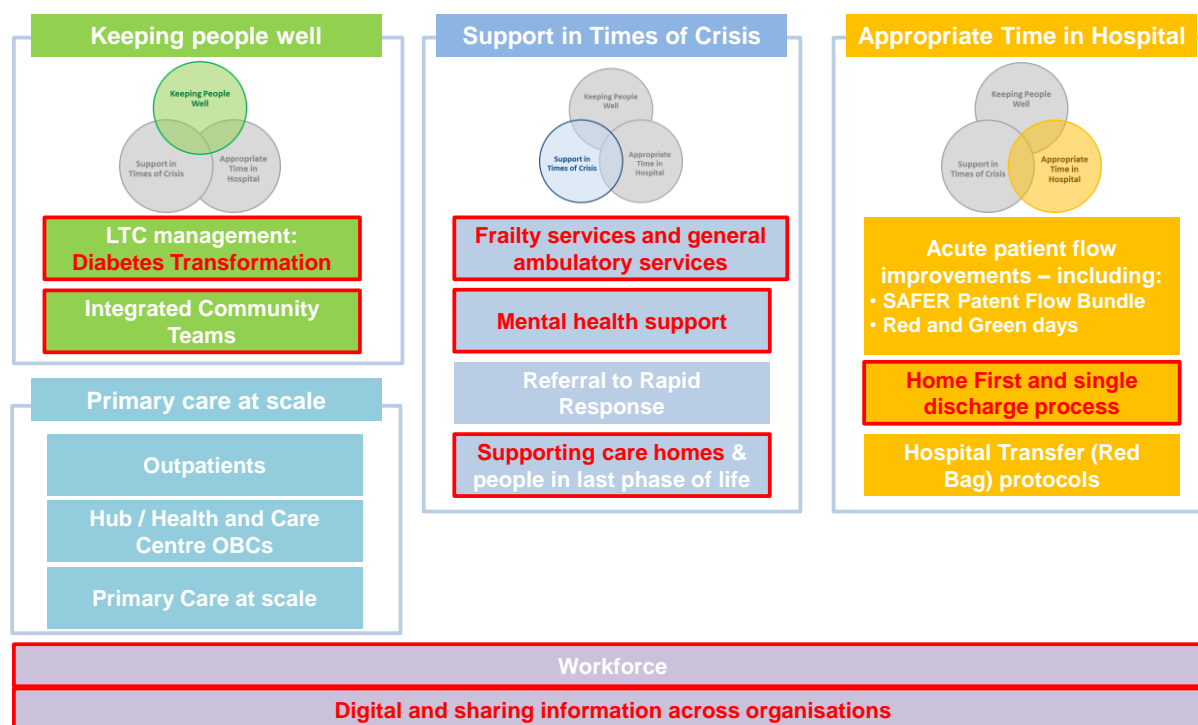 Keeping people well
Keeping People
Well
Support in
Times of Crisis
Appropriate
Time in
Hospital
LTC management:
Diabetes Transformation
Integrated Community
Teams
Primary care at scale
Outpatients
Hub / Health and Care
Centre OBCs
Primary Care at scale
Support in Times of Crisis
Keeping People
Well
Support in
Times of Crisis
Appropriate
Time in
Hospital
Frailty services and general
ambulatory services
Mental health support
Referral to Rapid
Response
Supporting care homes &
people in last phase of life
Appropriate Time in Hospital
Keeping People
Well
Support in
Times of Crisis
Appropriate
Time in
Hospital
Acute patient flow
improvements – including:
• SAFER Patent Flow Bundle
• Red and Green days
Home First and single
discharge process
Hospital Transfer (Red
Bag) protocols
Workforce
Digital and sharing information across organisations